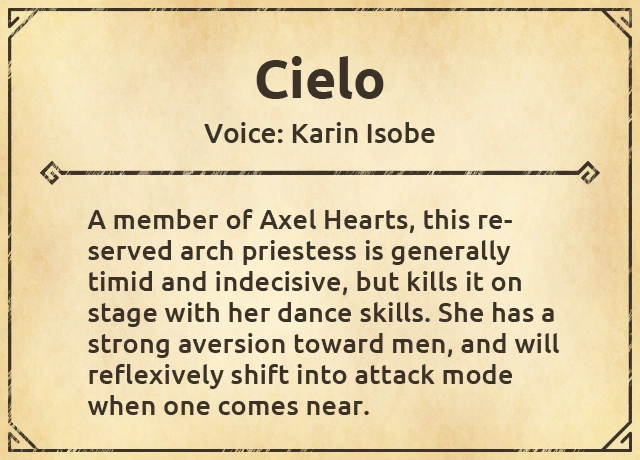 Cielo
Voice: Karin Isobe
A member of Axel Hearts, this re-
served arch priestess is generally
timid and indecisive, but kills it on
stage with her dance skills. She has a
strong aversion toward men, and will
reflexively shift into attack mode
when one comes near.